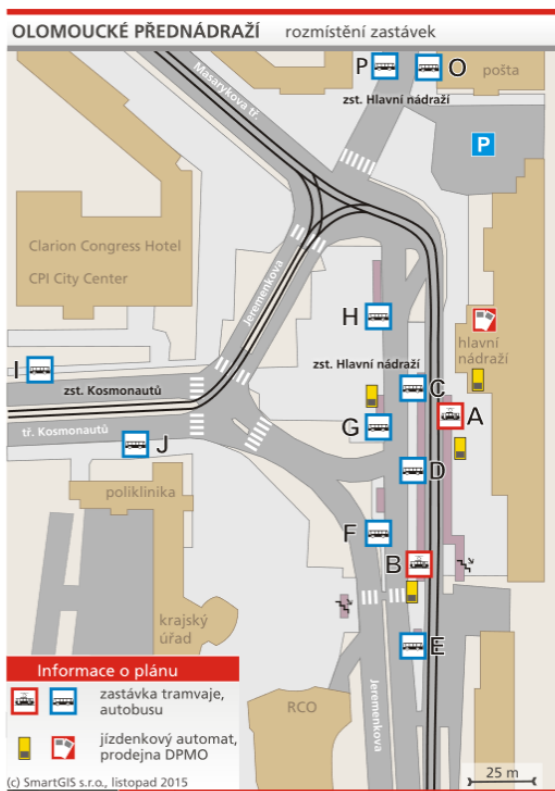 OLOMOUCKÉ PŘEDNÁDRAŽÍ rozmístění zastávek
P
O
pošta
Masarykova tř.
zst. Hlavní nádraží
P
Clarion Congress Hotel
CPI City Center
Jeremenkova
H
hlavní
nádraží
I
zst. Hlavní nádraží
zst. Kosmonautů
C
A
tř. Kosmonautů
G
J
D
poliklinika
F
B
krajský
úřad
E
Informace o plánu
zastávka tramvaje,
autobusu
Jeremenkova
RCO
jízdenkový automat,
prodejna DPMO
(c) SmartGIS s.r.o., listopad 2015
25 m